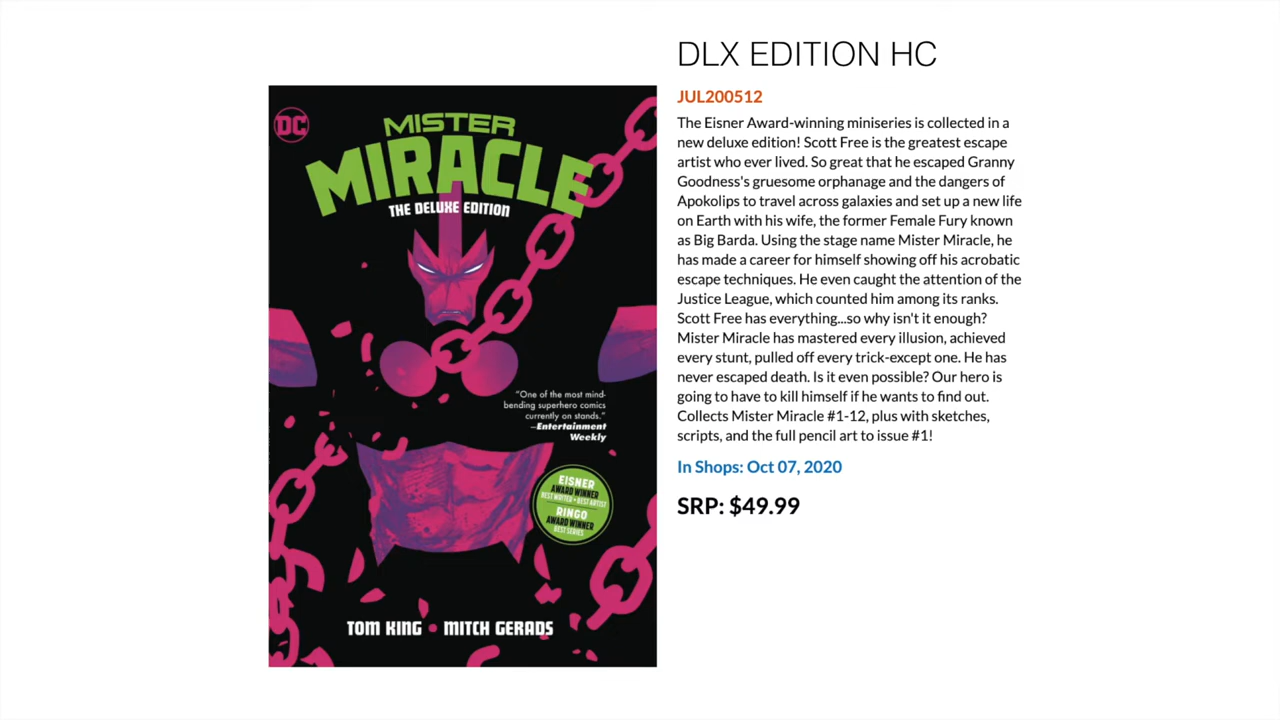 DLX EDITION HC
JUL200512
The Eisner Award-winning miniseries is collected in a
new deluxe edition! Scott Free is the greatest escape
artist who ever lived. So great that he escaped Granny
Goodness's gruesome orphanage and the dangers of
Apokolips to travel across galaxies and set up a new life
on Earth with his wife, the former Female Fury known
as Big Barda. Using the stage name Mister Miracle, he
has made a career for himself showing off his acrobatic
escape techniques. He even caught the attention of the
Justice League, which counted him among its ranks.
Scott Free has everything...so why isn't it enough?
Mister Miracle has mastered every illusion, achieved
every stunt, pulled off every trick-except one. He has
never escaped death. Is it even possible? Our hero is
going to have to kill himself if he wants to find out.
Collects Mister Miracle #1-12, plus with sketches,
scripts, and the full pencil art to issue #1!
In Shops: Oct 07, 2020
SRP: $49.99
DC
MISTER
MIRACLE
THE DELUXE EDITION
"One of the most mind-
bending superhero comics
currently on stands."
—Entertainment
Weekly
EISNER
AWARD WINNER
BEST WRITER • BEST ARTIST
RINGO
AWARD WINNER
BEST SERIES
TOM KING • MITCH GERADS